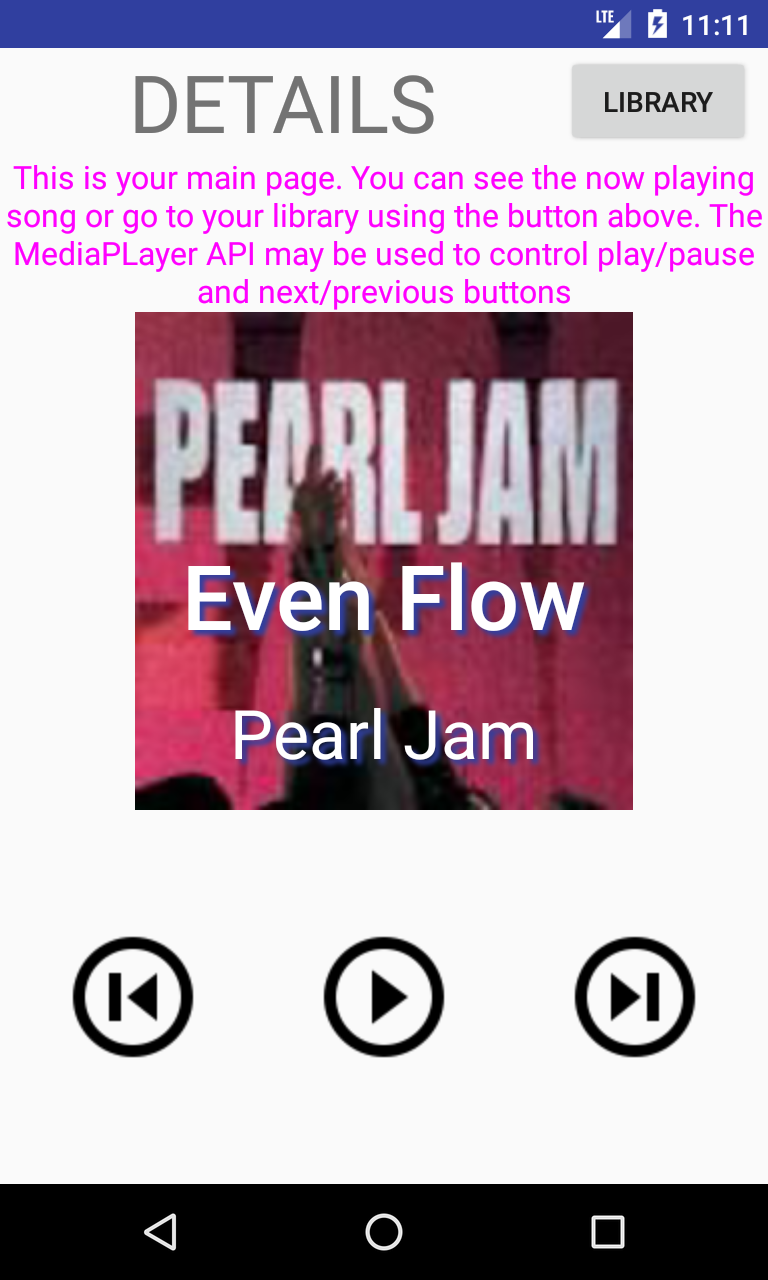 LTE 11:11
DETAILS
LIBRARY
This is your main page. You can see the now playing
song or go to your library using the button above. The
MediaPLayer API may be used to control play/pause
and next/previous buttons
PEARL JAM
Even Flow
Pearl Jam